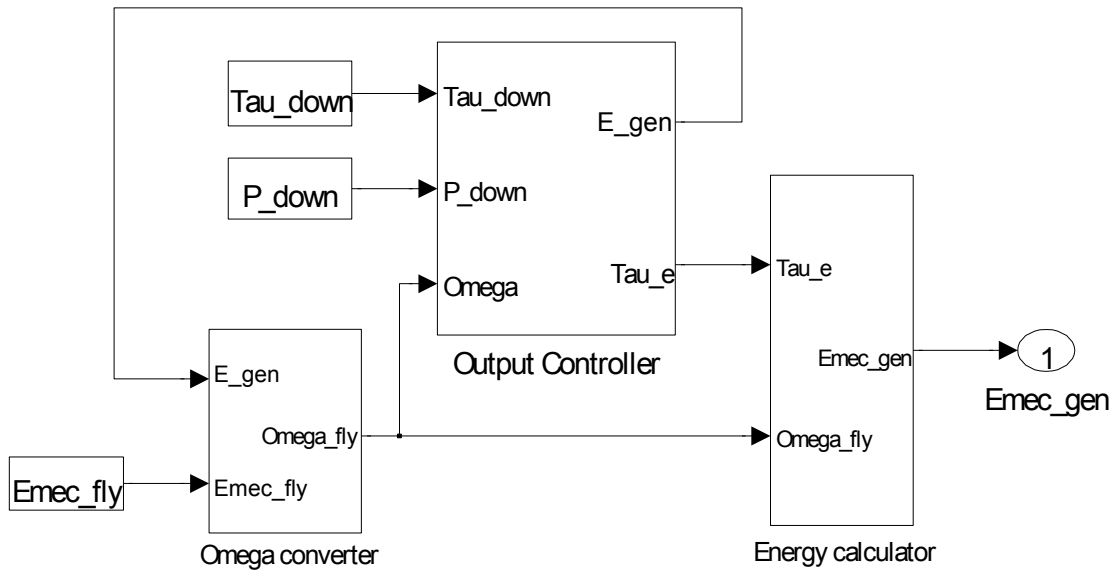 Tau_down
Tau_down
E_gen
P_down
P_down
Tau_e
Tau_e
Omega
Output Controller
Emec_gen
1
E_gen
Emec_gen
Omega_fly
Omega_fly
Emec_fly
Emec_fly
Omega converter
Energy calculator